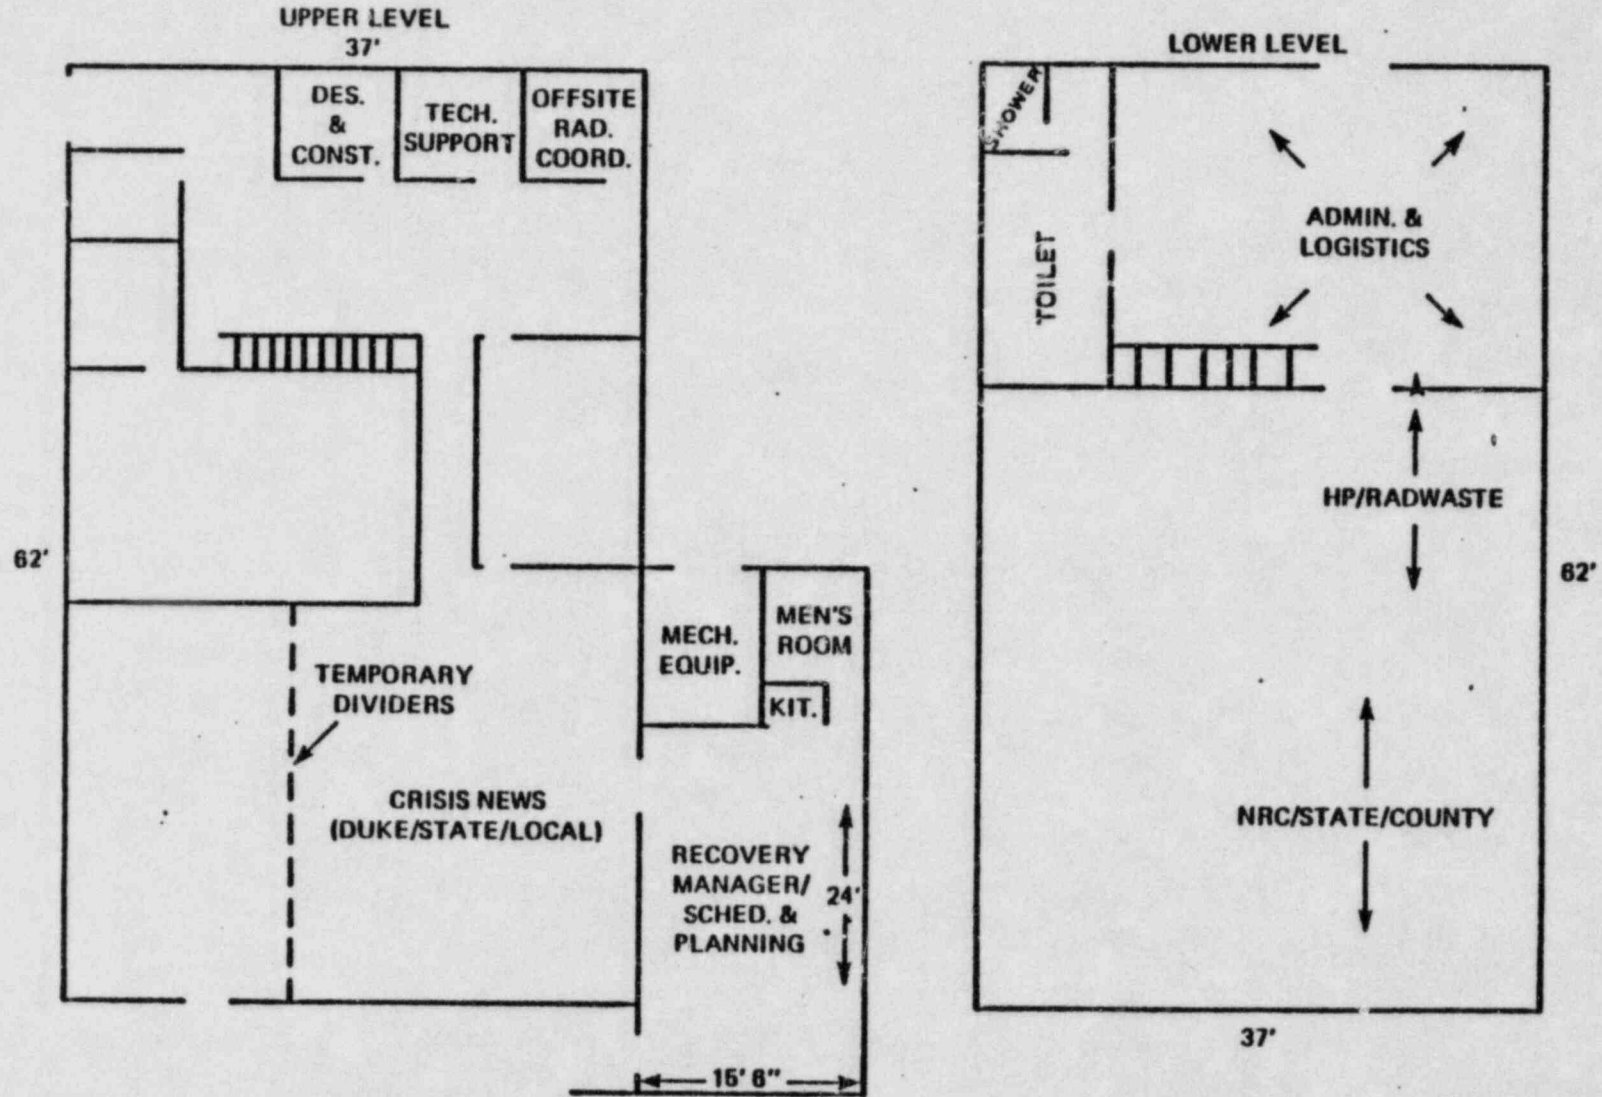 UPPER LEVEL
37'
DES.
&
CONST.
TECH.
SUPPORT
OFFSITE
RAD.
COORD.
62'
TEMPORARY
DIVIDERS
CRISIS NEWS
(DUKE/STATE/LOCAL)
MECH.
EQUIP.
MEN'S
ROOM
KIT.
RECOVERY
MANAGER/
SCHED. &
PLANNING
24'
15' 6"
LOWER LEVEL
SHOWER
TOILET
ADMIN. &
LOGISTICS
HP/RADWASTE
62'
NRC/STATE/COUNTY
37'